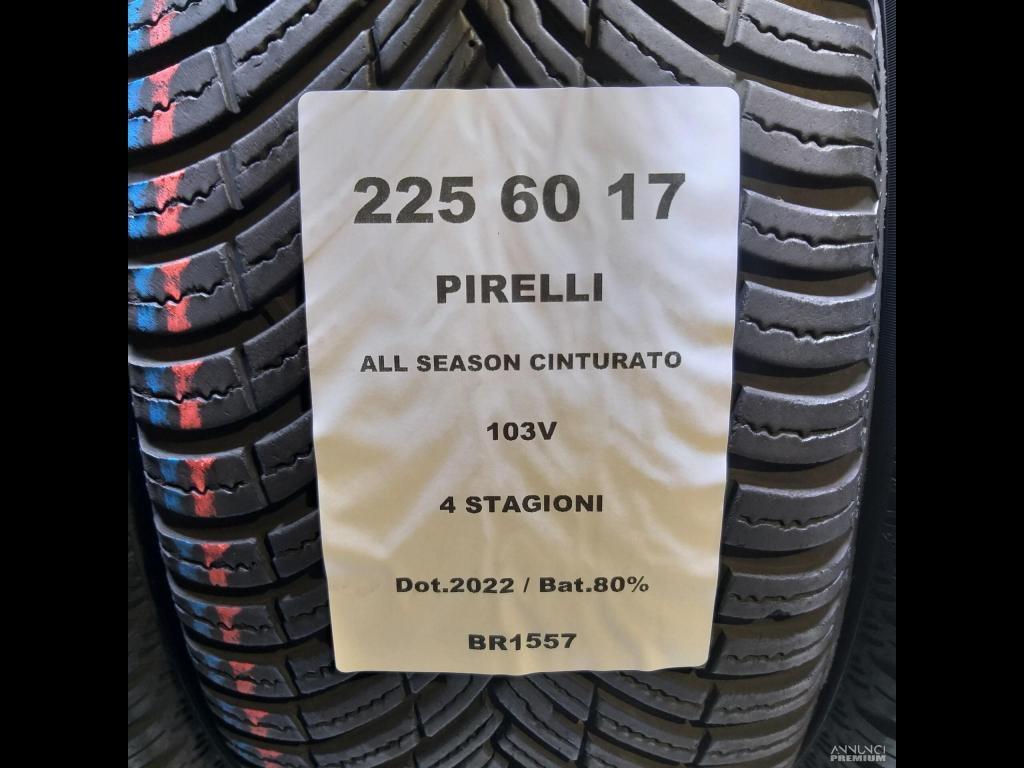 225 60 17
PIRELLI
ALL SEASON CINTURATO
103V
4 STAGIONI
Dot.2022 / Bat.80%
BR1557
ANNUNCI
PREMIUM